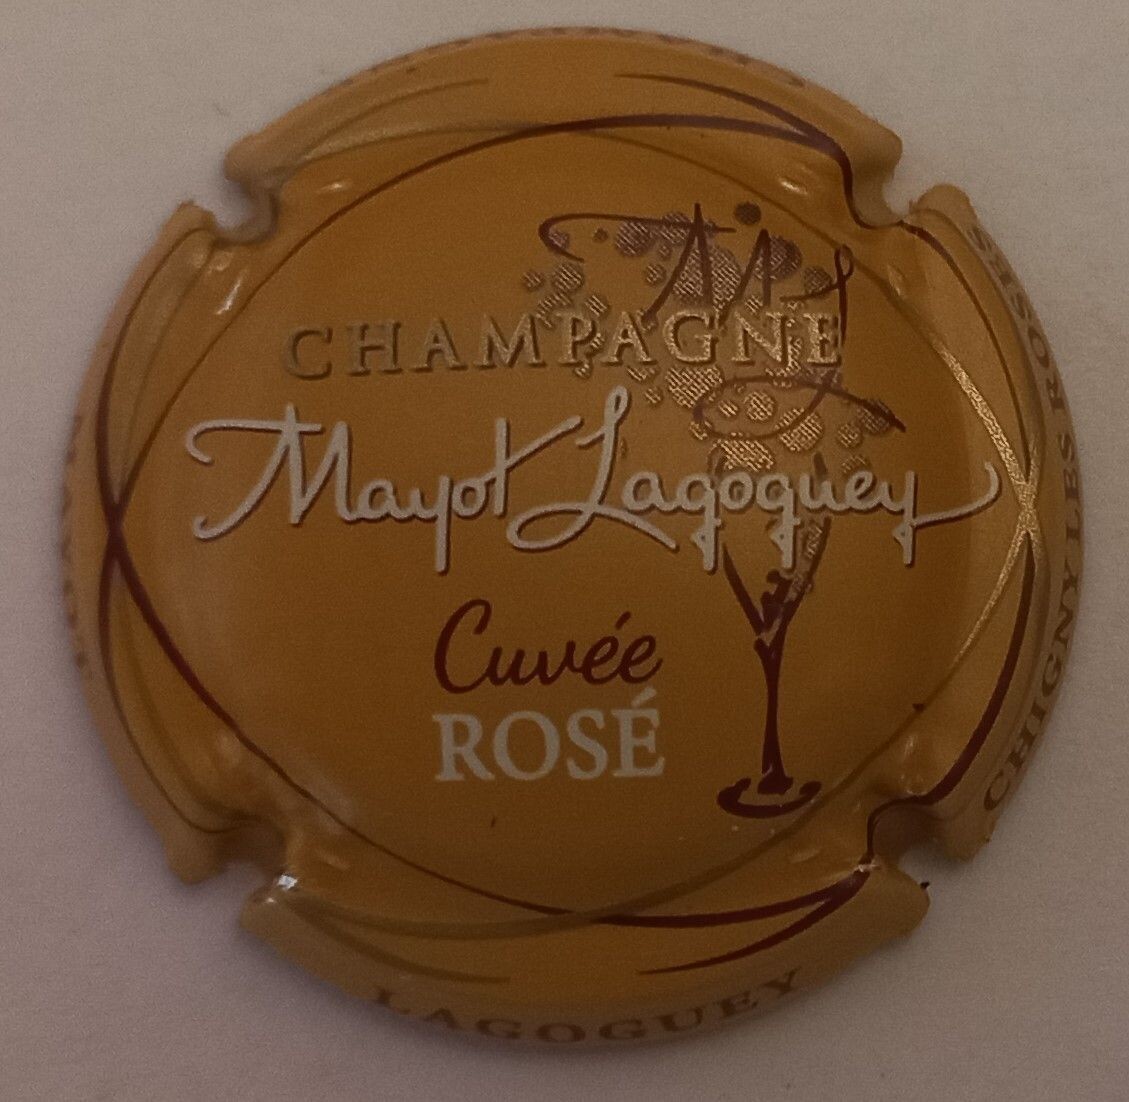 CHAMPAGNE
Mayot Lagoguey
Cuvée
ROSÉ
CHIGNY LES ROSES
LAGOGUEY